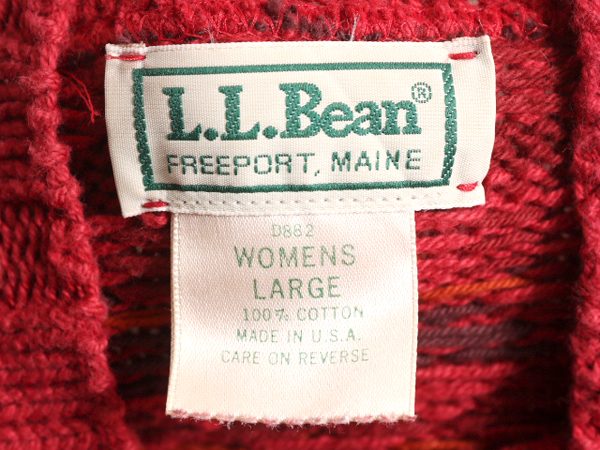 L.L.Bean®
FREEPORT, MAINE
D882
WOMENS
LARGE
100% COTTON
MADE IN U.S.A.
CARE ON REVERSE